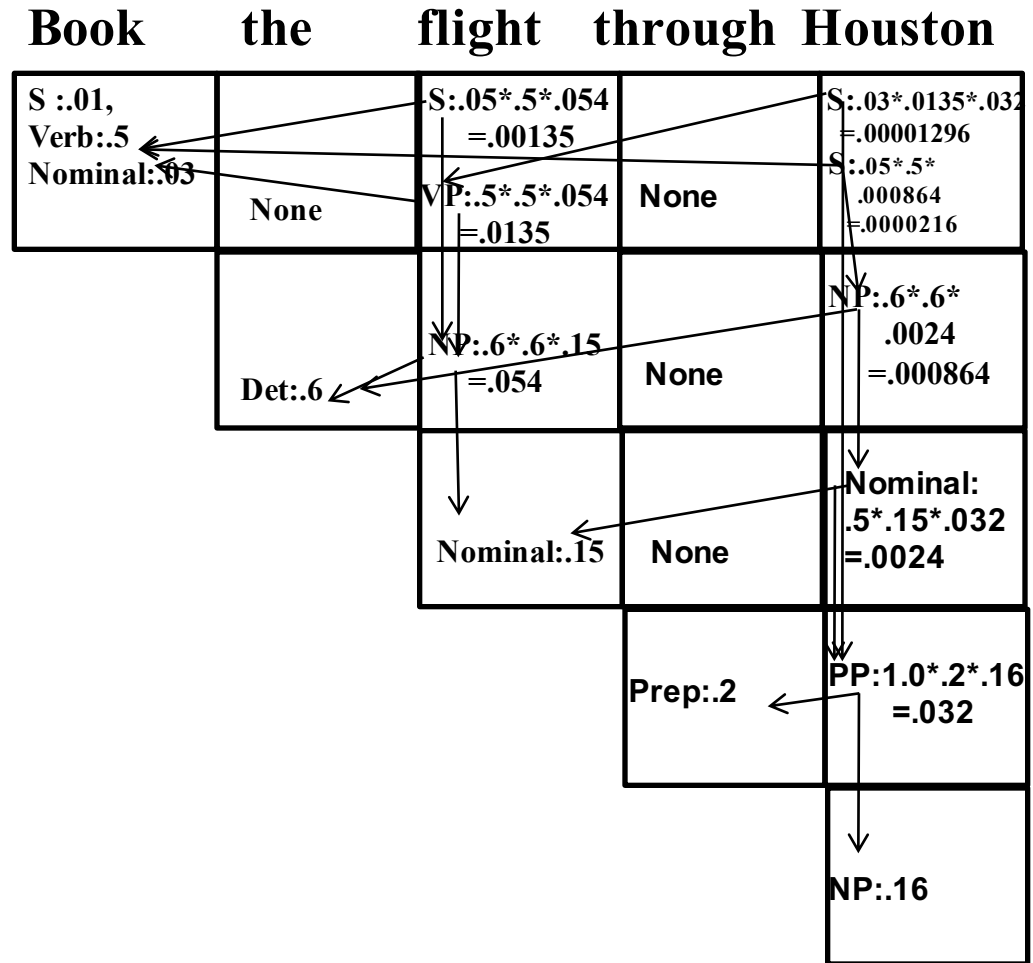 Book the flight through Houston
S :.01,
Verb:.5
Nominal:.03
None
S:.05*.5*.054
=.00135
VP:.5*.5*.054
=.0135
None
S:.03*.0135*.032
=.00001296
S:.05*.5*
.000864
=.0000216
Det:.6
NP:.6*.6*.15
=.054
None
NP:.6*.6*
.0024
=.000864
Nominal:.15
None
Nominal:
.5*.15*.032
=.0024
Prep:.2
PP:1.0*.2*.16
=.032
NP:.16